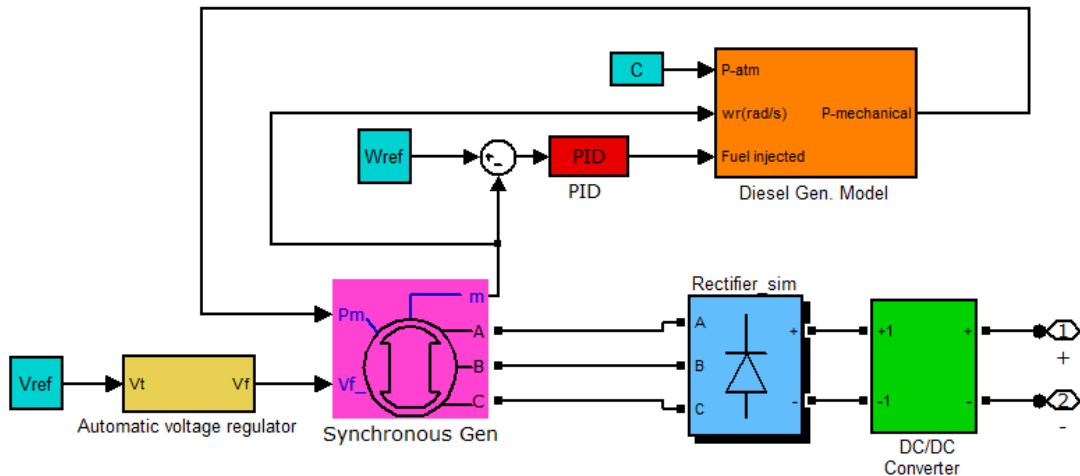 C
P-atm
wr(rad/s)
P-mechanical
Fuel injected
Diesel Gen. Model
Wref
+
-
PID
PID
Vref
Vt
Vf
Automatic voltage regulator
Pm
m
Vf_
A
B
C
Synchronous Gen
Rectifier_sim
A
B
C
+
-
+1
-1
+
-
DC/DC
Converter
1
+
2
-